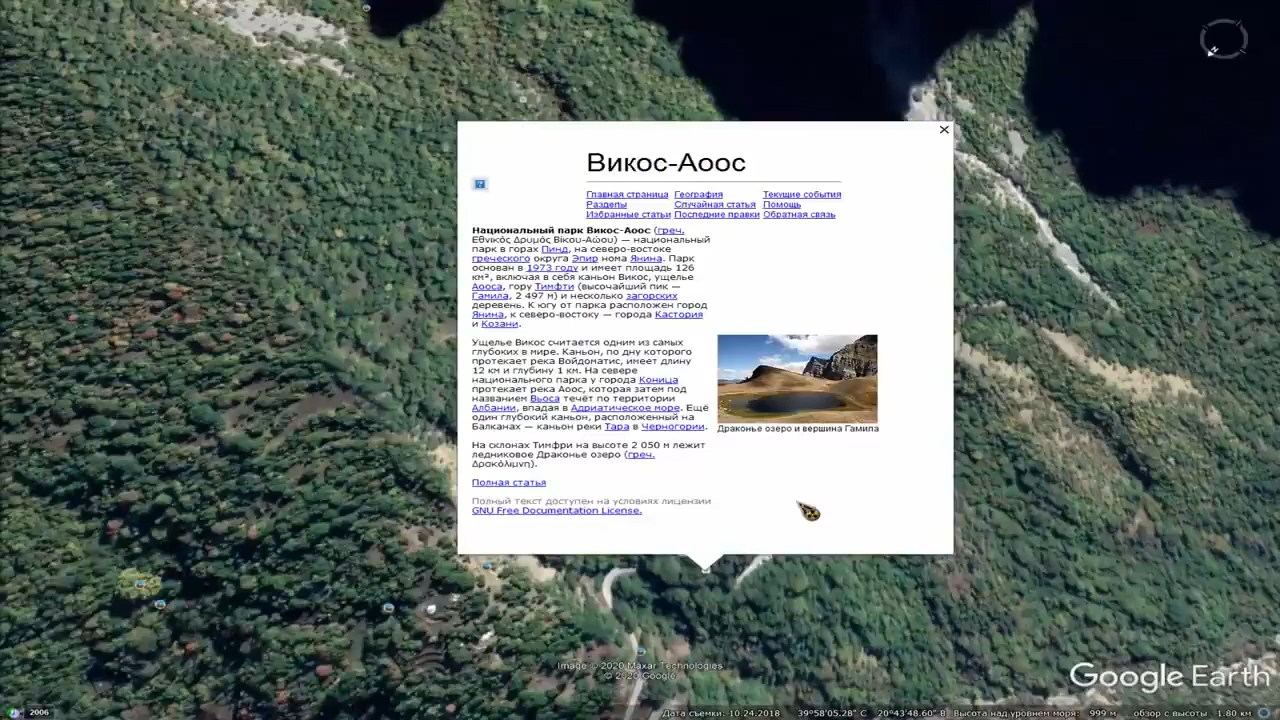 Викос-Аоос
Главная страница География Текущие события
Разделы Случайная статья Помощь
Избранные статьи Последние правки Обратная связь
Национальный парк Викос-Аоос (греч.
Εθνικός Δρυμός Βίκου-Αώου) — национальный
парк в горах Пинд, на северо-востоке
греческого округа Эпир нома Янина. Парк
основан в 1973 году и имеет площадь 126
км², включая в себя каньон Викос, ущелье
Аооса, гору Тимфти (высочайший пик —
Гамила, 2 497 м) и несколько загорских
деревень. К югу от парка расположен город
Янина, к северо-востоку — города Кастория
и Козани.
Ущелье Викос считается одним из самых
глубоких в мире. Каньон, по дну которого
протекает река Войдоматис, имеет длину
12 км и глубину 1 км. На севере
национального парка у города Коница
протекает река Аоос, которая затем под
названием Вьоса течёт по территории
Албании, впадая в Адриатическое море. Ещё
один глубокий каньон, расположенный на
Балканах — каньон реки Тара в Черногории.
Драконье озеро и вершина Гамила
На склонах Тимфри на высоте 2 050 м лежит
ледниковое Драконье озеро (греч.
Δρακόλιμνη).
Полная статья
Полный текст доступен на условиях лицензии
GNU Free Documentation License.
Image © 2020 Maxar Technologies
© 2020 Google
Google Earth
2006
Дата съемки: 10.24.2018 39°58'05.28" С 20°43'48.60" В Высота над уровнем моря: 999 м обзор с высоты 1.80 км